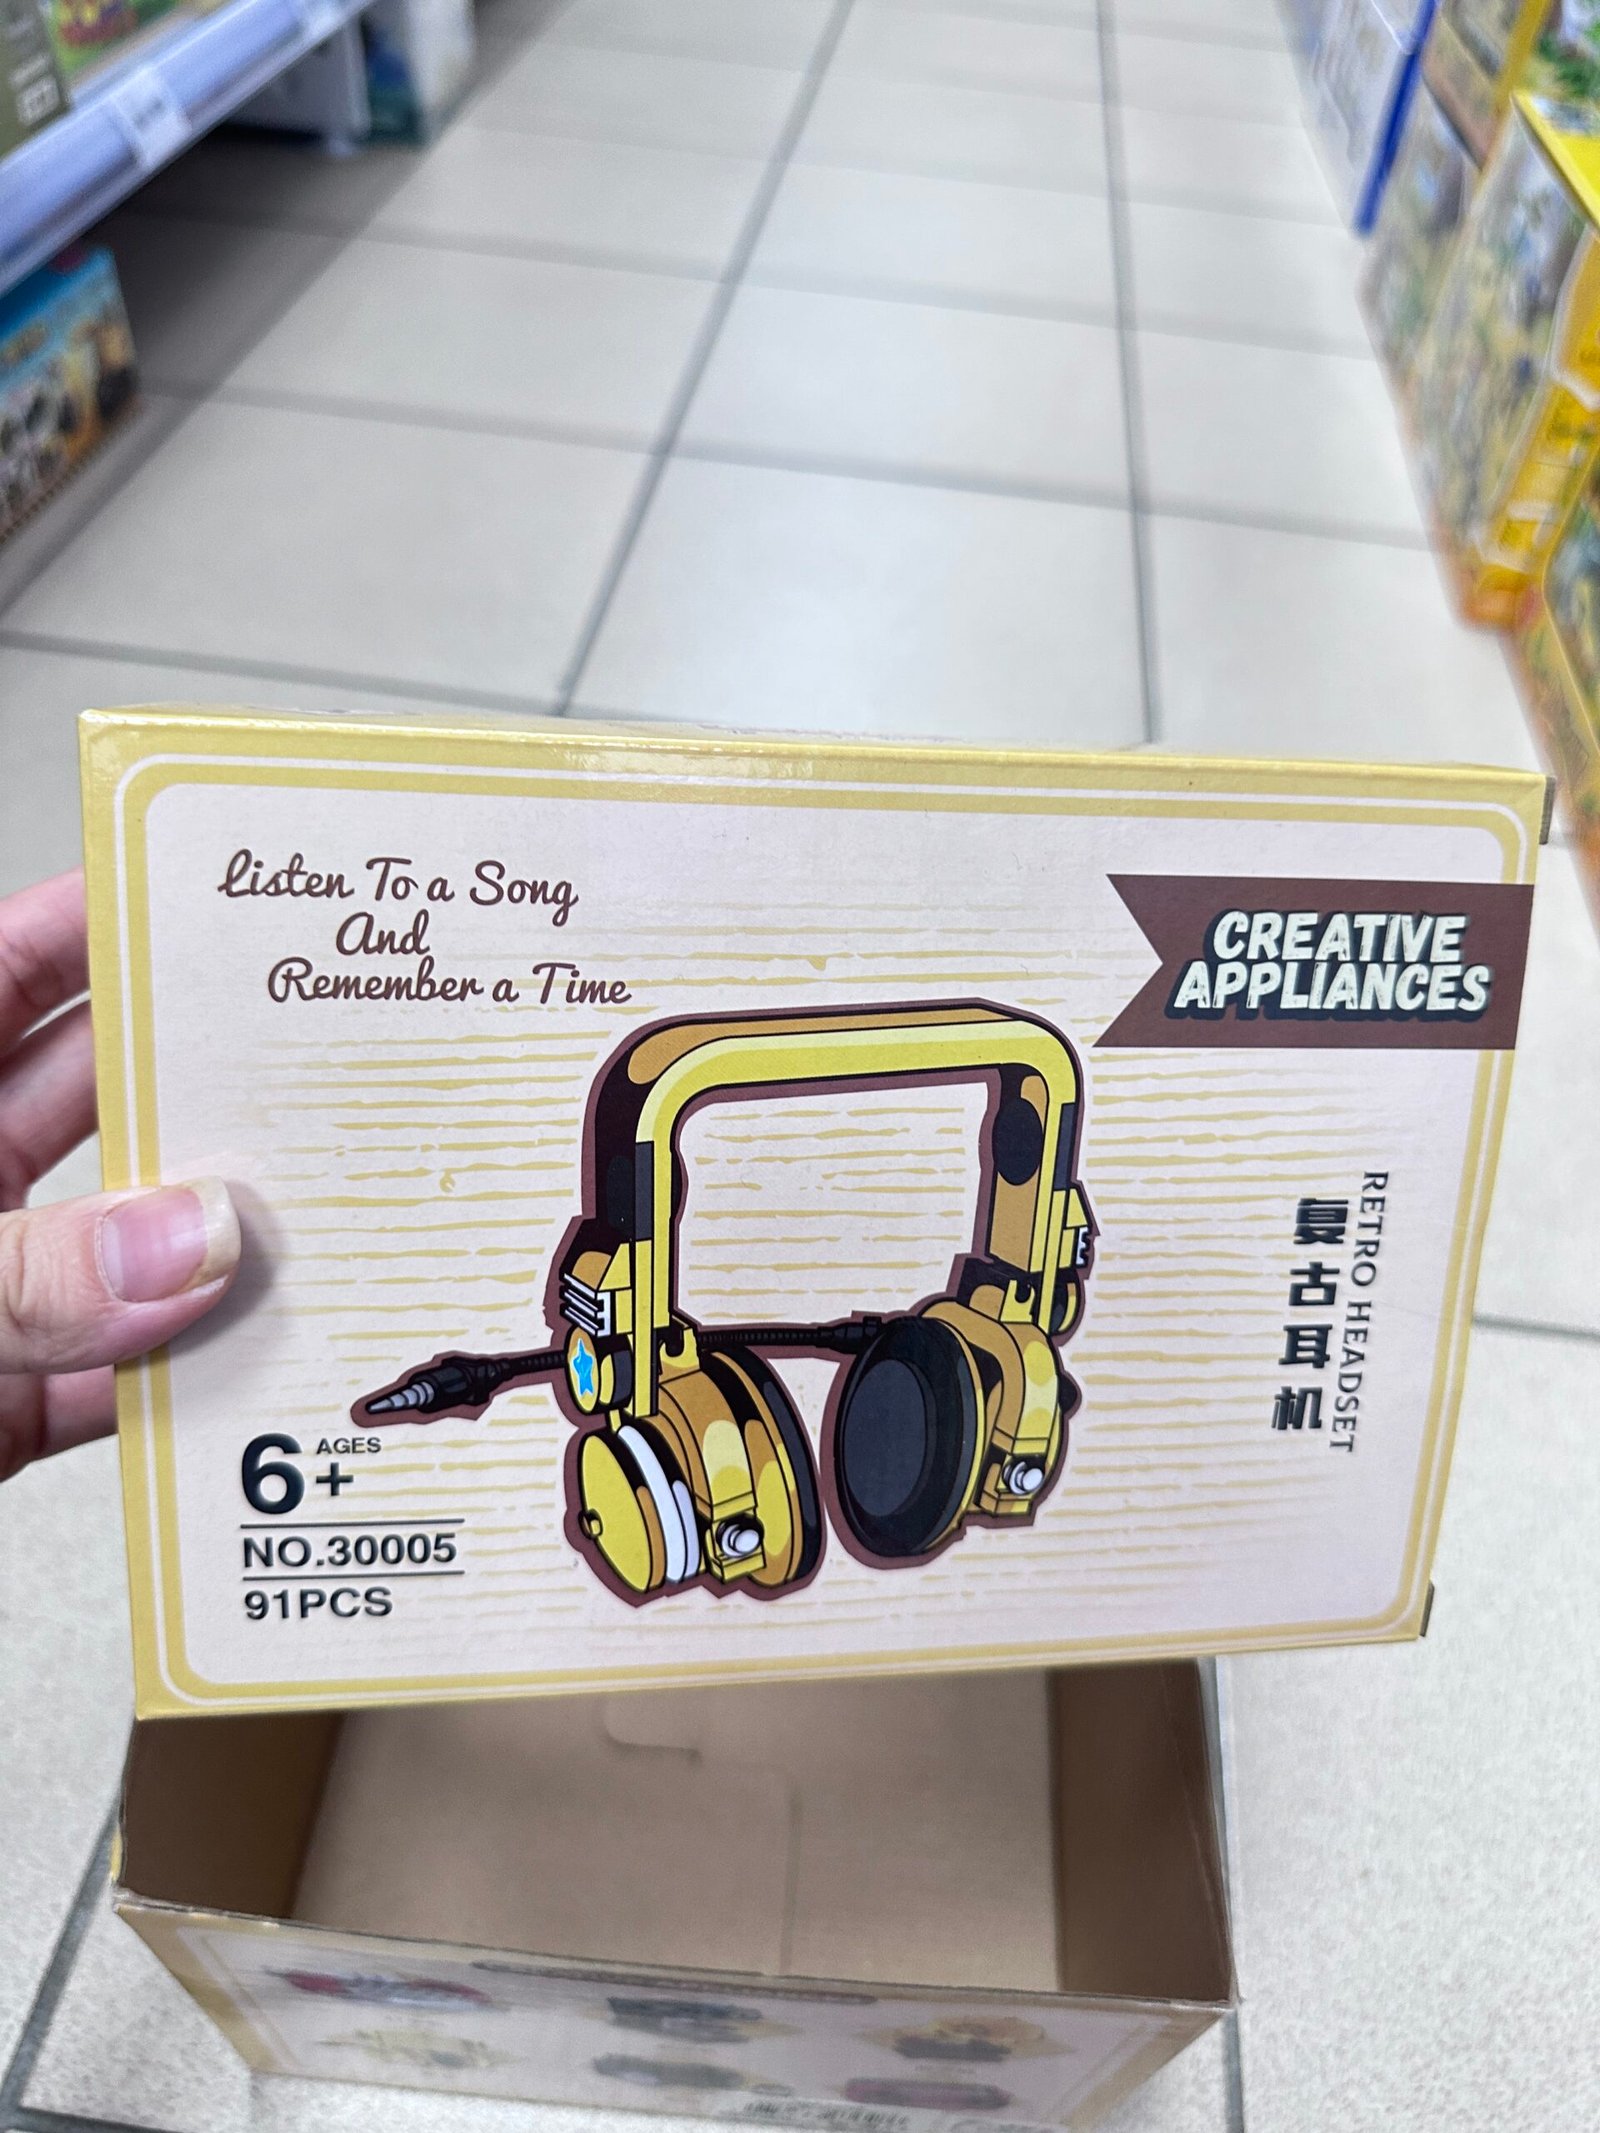 Listen To a Song
And
Remember a Time
CREATIVE
APPLIANCES
RETRO HEADSET
复古耳机
6+
AGES
NO.30005
91PCS